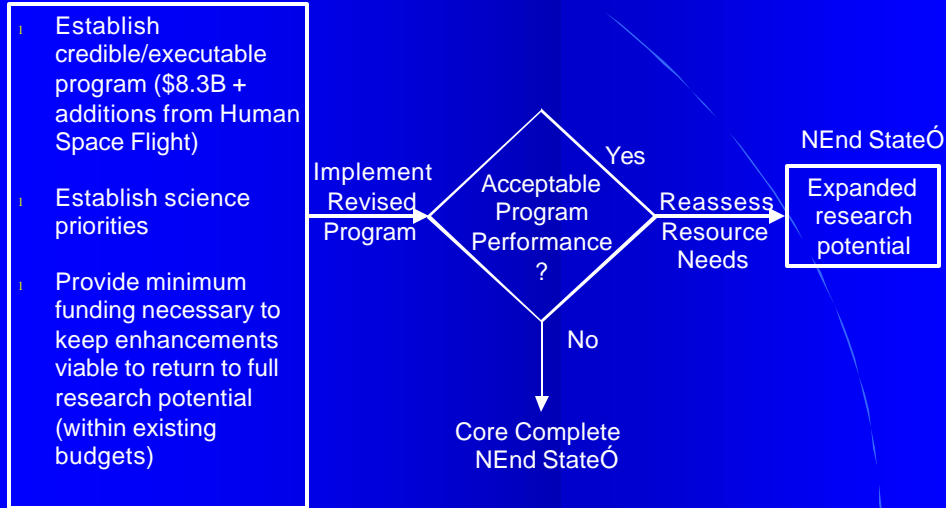 l Establish
credible/executable
program ($8.3B +
additions from Human
Space Flight)
l Establish science
priorities
l Provide minimum
funding necessary to
keep enhancements
viable to return to full
research potential
(within existing
budgets)
Implement
Revised
Program
Acceptable
Program
Performance
?
Yes
No
Core Complete
NEnd StateÓ
Reassess
Resource
Needs
NEnd StateÓ
Expanded
research
potential